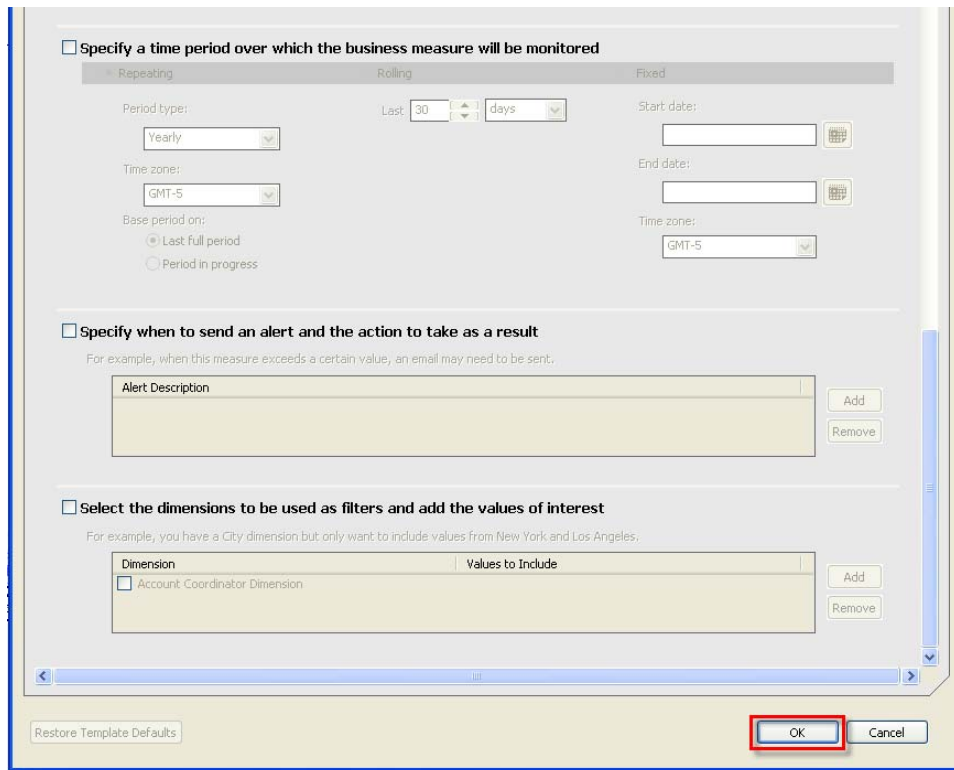 Specify a time period over which the business measure will be monitored
Repeating Rolling Fixed
Period type: Last 30 days Start date:
Yearly
Time zone: End date:
GMT-5
Base period on: Time zone:
Last full period GMT-5
Period in progress
Specify when to send an alert and the action to take as a result
For example, when this measure exceeds a certain value, an email may need to be sent.
Alert Description
Add
Remove
Select the dimensions to be used as filters and add the values of interest
For example, you have a City dimension but only want to include values from New York and Los Angeles.
Dimension Values to Include
Account Coordinator Dimension Add
Remove
Restore Template Defaults OK Cancel